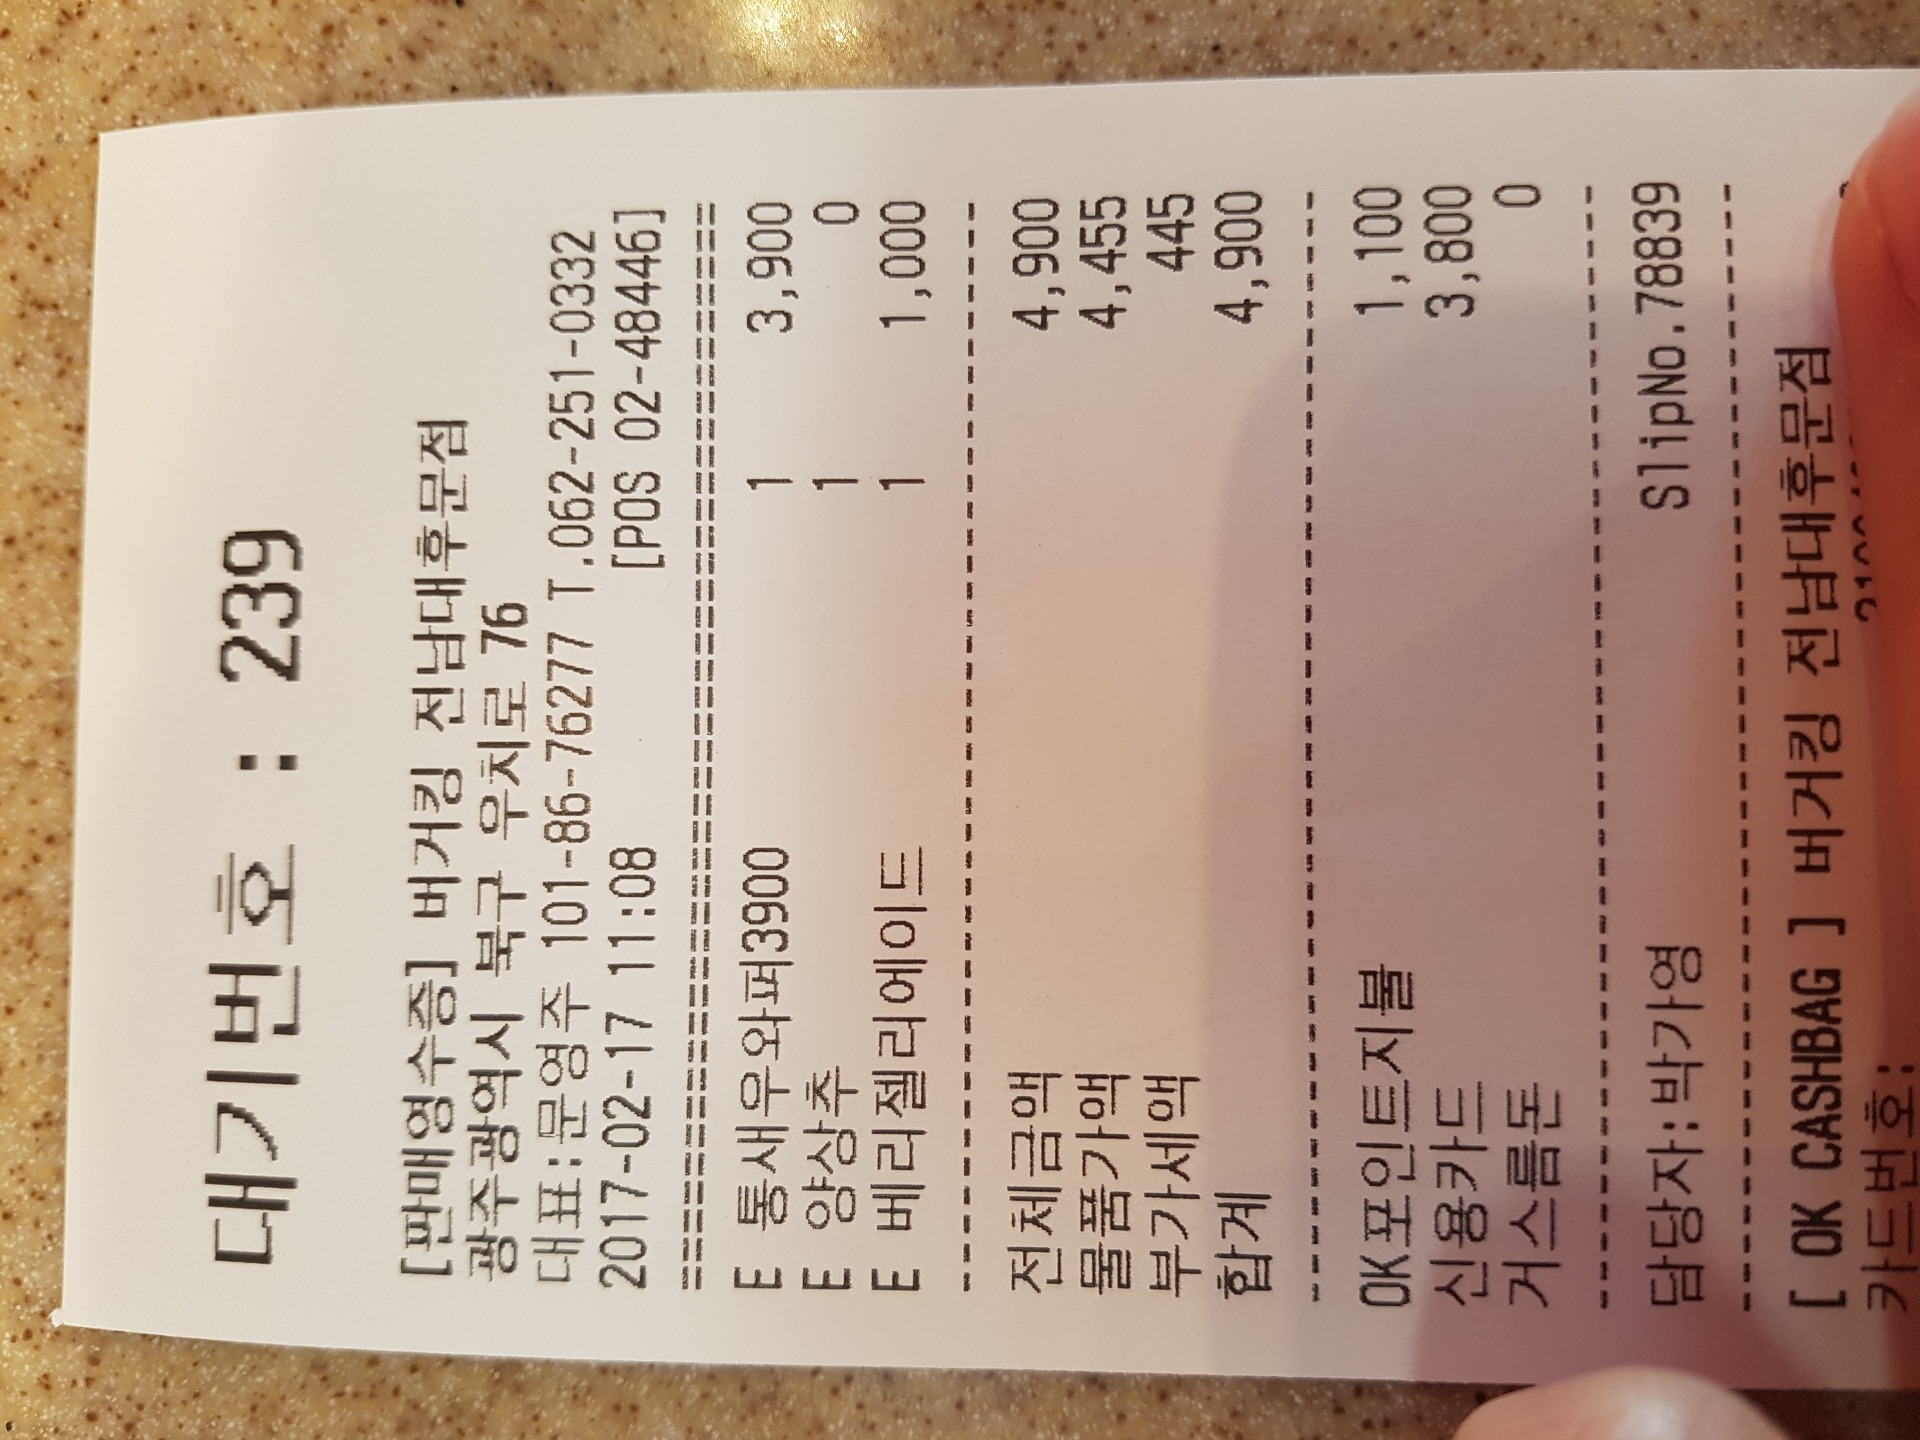 대기번호 : 239
[판매영수증] 버거킹 전남대후문점
광주광역시 북구 우치로 76
대표:문영주 101-86-76277 T.062-251-0332
2017-02-17 11:08 [POS 02-48446]
E 통새우와퍼3900 1 3,900
E 양상추 1 0
E 베리젤리에이드 1 1,000
전체금액 4,900
물품가액 4,455
부가세액 445
합계 4,900
OK포인트지불 1,100
신용카드 3,800
거스름돈 0
담당자:박가영 SlipNo.78839
[ OK CASHBAG ] 버거킹 전남대후문점
카드번호: